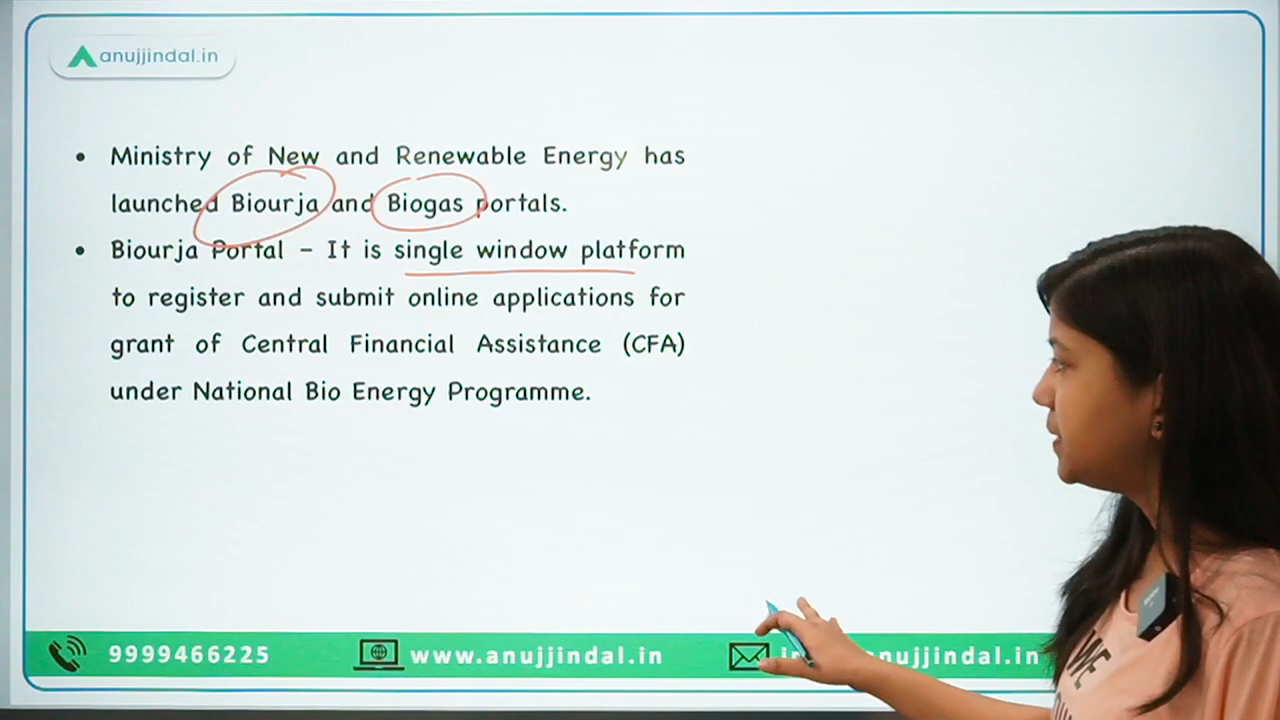 anujjindal.in
• Ministry of New and Renewable Energy has
launched Biourja and Biogas portals.
• Biourja Portal – It is single window platform
to register and submit online applications for
grant of Central Financial Assistance (CFA)
under National Bio Energy Programme.
9999466225
www.anujjindal.in
anujjindal.in
WE